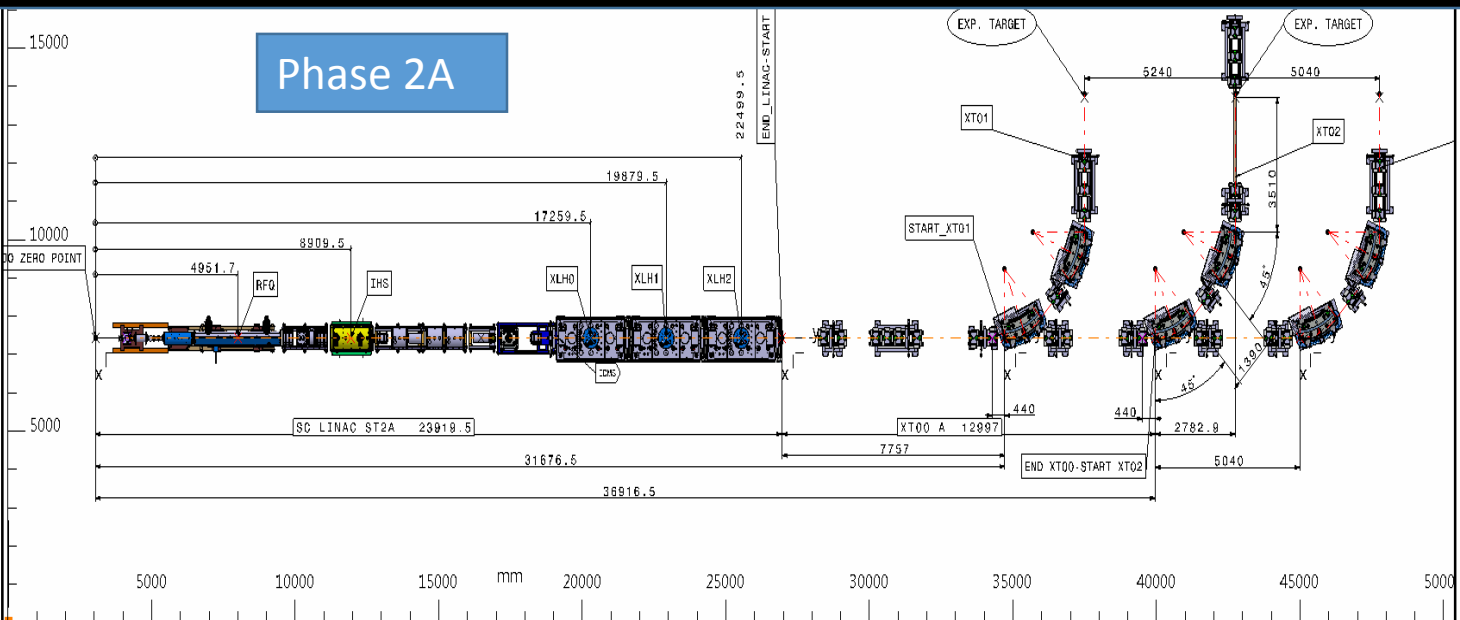 15000
Phase 2A
END_LINAC-START
22499.5
EXP. TARGET
EXP. TARGET
5240
5040
XT01
XT02
19879.5
17259.5
3510
10000
START_XT01
8909.5
00 ZERO POINT
4951.7
RFQ
IHS
XLH0
XLH1
XLH2
45°
1390
X
X
X
X
X
45°
440
440
5000
SC LINAC ST2A 23919.5
XT00 A 12997
2782.9
7757
31676.5
END XT00-START XT02
5040
36916.5
5000
10000
15000
mm
20000
25000
30000
35000
40000
45000
5000